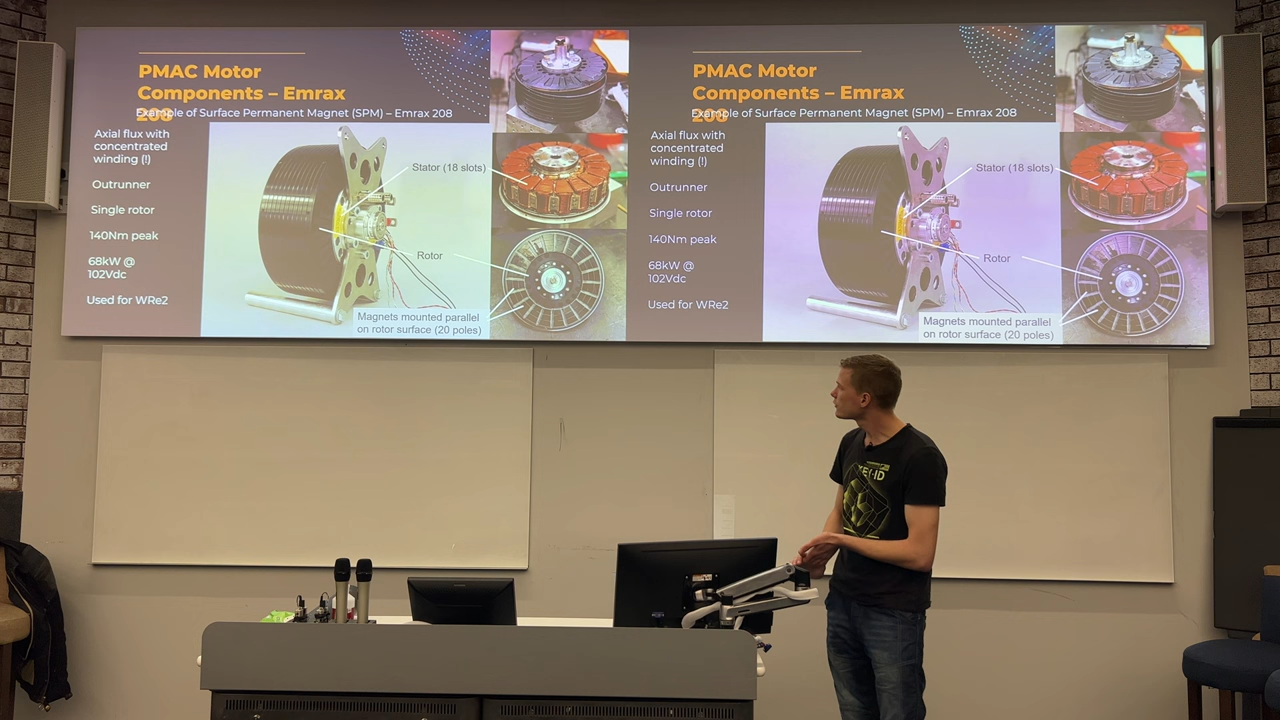 PMAC Motor
Components – Emrax
208
Example of Surface Permanent Magnet (SPM) – Emrax 208
Axial flux with
concentrated
winding (!)
Outrunner
Single rotor
140Nm peak
68kW @
102Vdc
Used for WRe2
Stator (18 slots)
Rotor
Magnets mounted parallel
on rotor surface (20 poles)
PMAC Motor
Components – Emrax
208
Example of Surface Permanent Magnet (SPM) – Emrax 208
Axial flux with
concentrated
winding (!)
Outrunner
Single rotor
140Nm peak
68kW @
102Vdc
Used for WRe2
Stator (18 slots)
Rotor
Magnets mounted parallel
on rotor surface (20 poles)